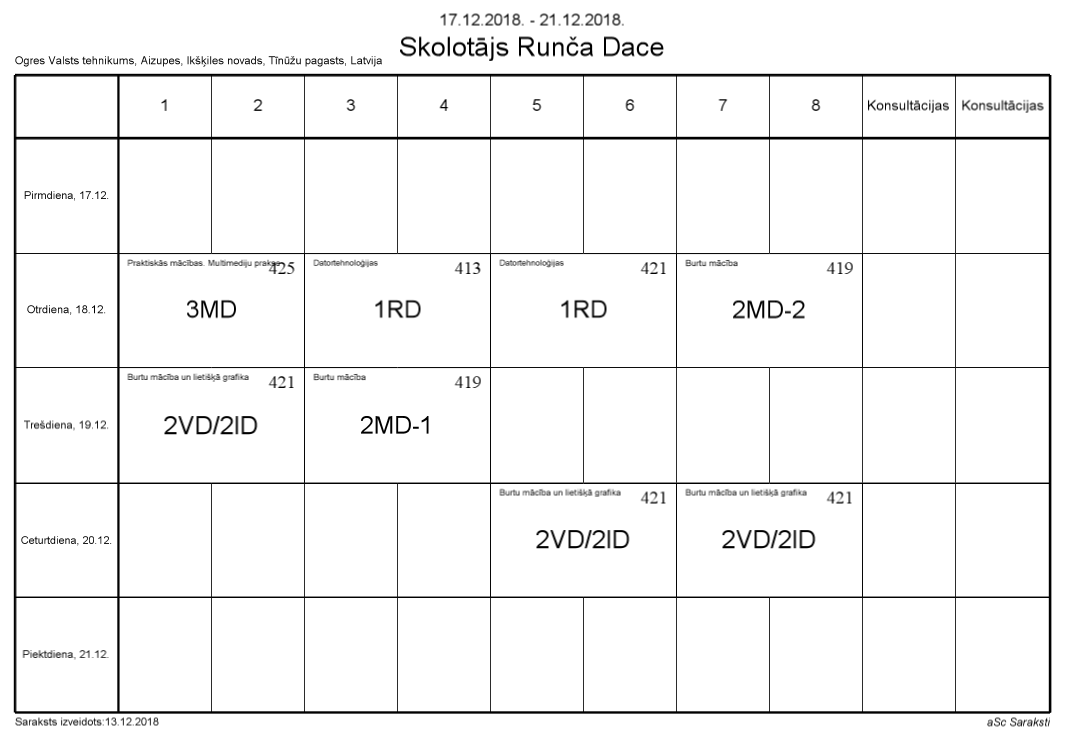 17.12.2018. - 21.12.2018.
Skolotājs Runča Dace
Ogres Valsts tehnikums, Aizupes, Ikšķiles novads, Tīnūžu pagasts, Latvija
1 2 3 4 5 6 7 8 Konsultācijas Konsultācijas
Pirmdiena, 17.12.
Praktiskās mācības. Multimediju prakse 425 Datortehnoloģijas 413 Datortehnoloģijas 421 Burtu mācība 419
Otrdiena, 18.12. 3MD 1RD 1RD 2MD-2
Burtu mācība un lietišķā grafika 421 Burtu mācība 419
Trešdiena, 19.12. 2VD/2ID 2MD-1
Burtu mācība un lietišķā grafika 421 Burtu mācība un lietišķā grafika 421
Ceturtdiena, 20.12. 2VD/2ID 2VD/2ID
Piektdiena, 21.12.
Saraksts izveidots:13.12.2018 aSc Saraksti